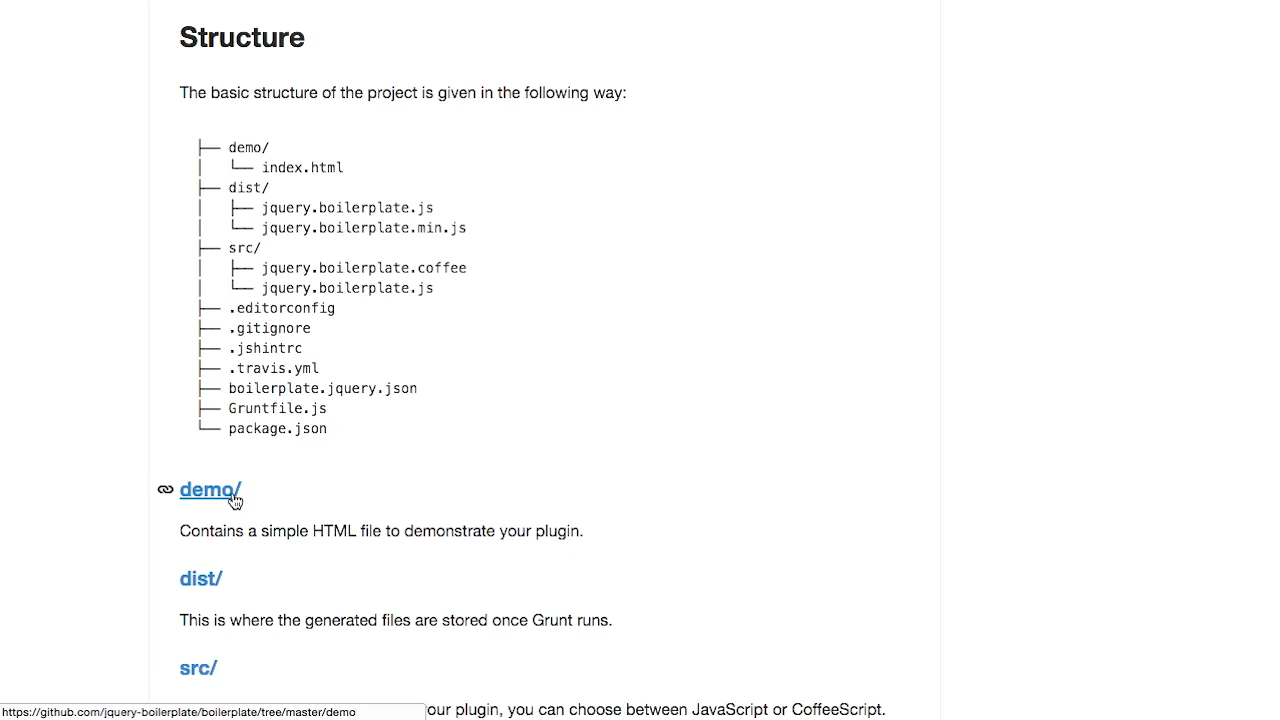 Structure
The basic structure of the project is given in the following way:
├── demo/
│   └── index.html
├── dist/
│   ├── jquery.boilerplate.js
│   └── jquery.boilerplate.min.js
├── src/
│   ├── jquery.boilerplate.coffee
│   └── jquery.boilerplate.js
├── .editorconfig
├── .gitignore
├── .jshintrc
├── .travis.yml
├── boilerplate.jquery.json
├── Gruntfile.js
└── package.json
demo/
Contains a simple HTML file to demonstrate your plugin.
dist/
This is where the generated files are stored once Grunt runs.
src/
our plugin, you can choose between JavaScript or CoffeeScript.
https://github.com/jquery-boilerplate/boilerplate/tree/master/demo